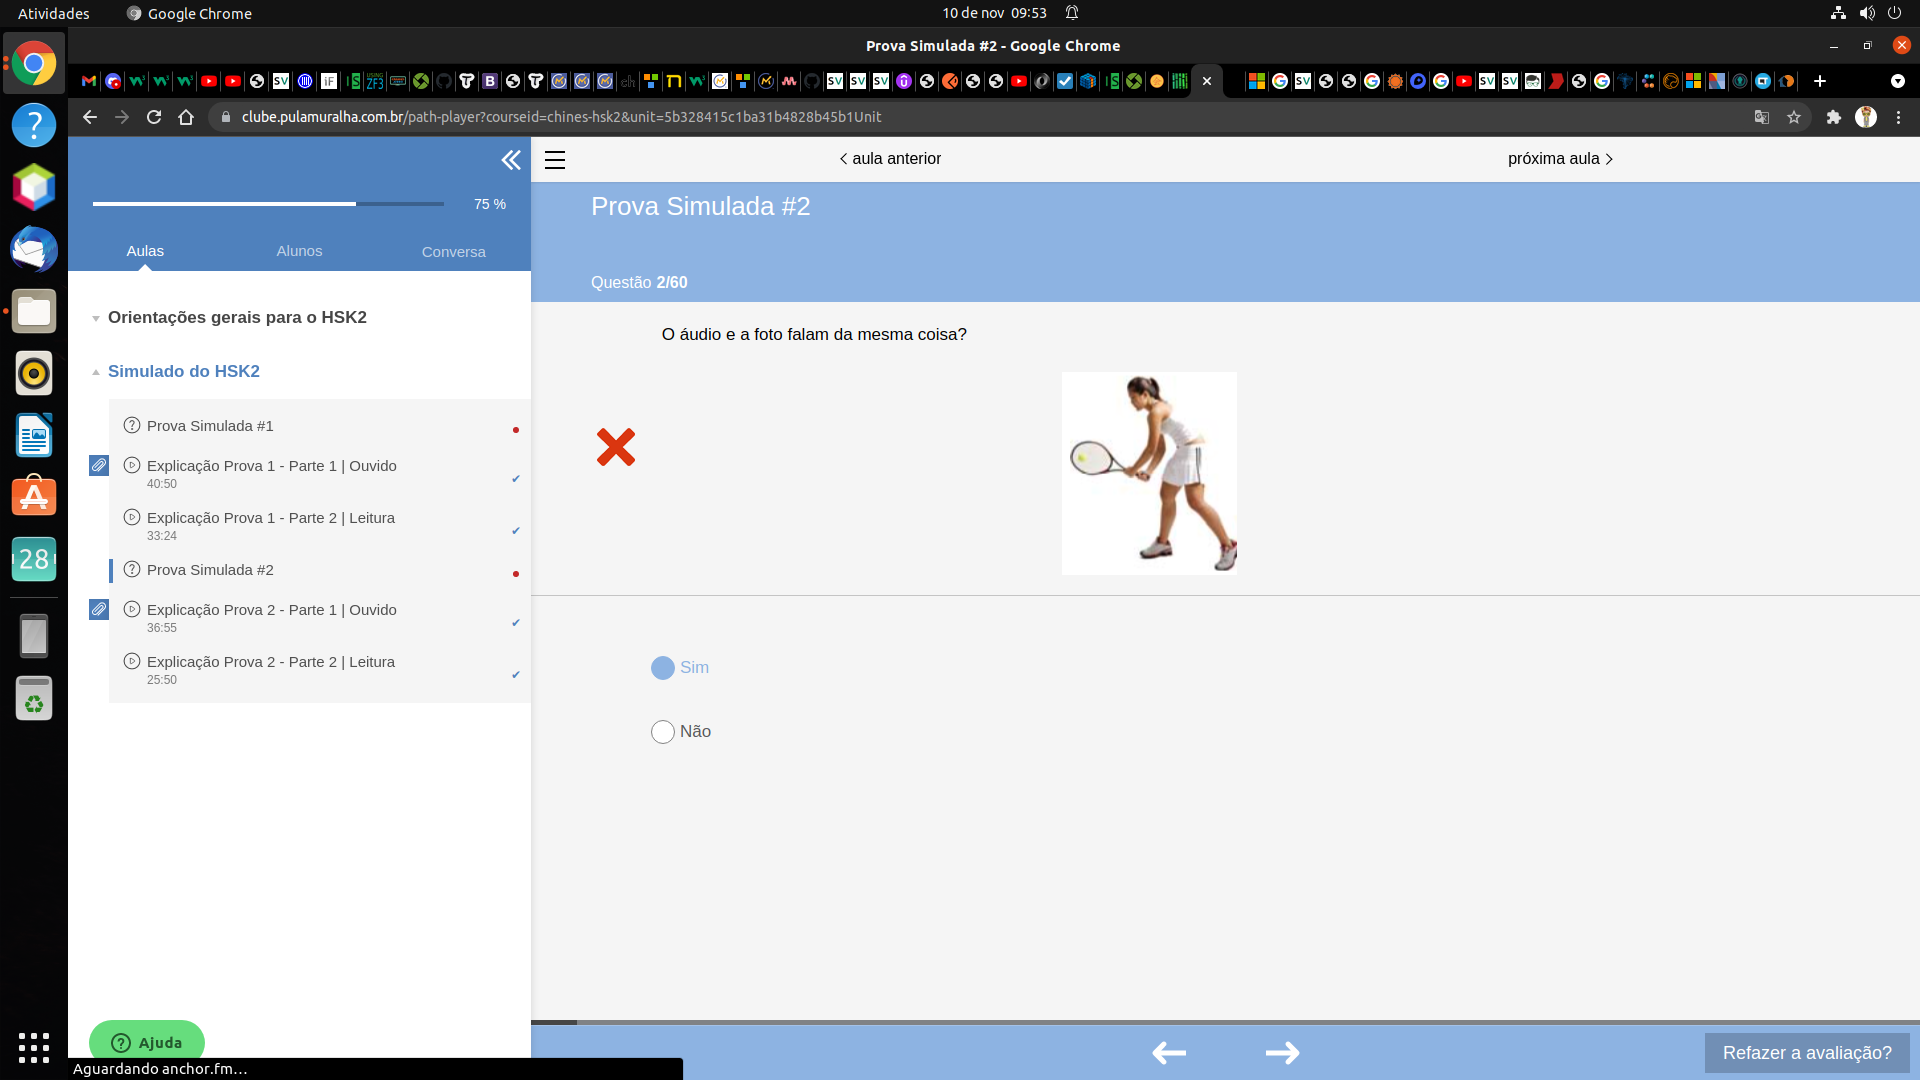 Atividades
Google Chrome
10 de nov 09:53
Prova Simulada #2 - Google Chrome
clube.pulamuralha.com.br/path-player?courseid=chines-hsk2&unit=5b328415c1ba31b4828b45b1Unit
75 %
Aulas
Alunos
Conversa
Orientações gerais para o HSK2
Simulado do HSK2
Prova Simulada #1
Explicação Prova 1 - Parte 1 | Ouvido
40:50
Explicação Prova 1 - Parte 2 | Leitura
33:24
Prova Simulada #2
Explicação Prova 2 - Parte 1 | Ouvido
36:55
Explicação Prova 2 - Parte 2 | Leitura
25:50
Ajuda
Aguardando anchor.fm…
28
aula anterior
próxima aula
Prova Simulada #2
Questão 2/60
O áudio e a foto falam da mesma coisa?
Sim
Não
Refazer a avaliação?